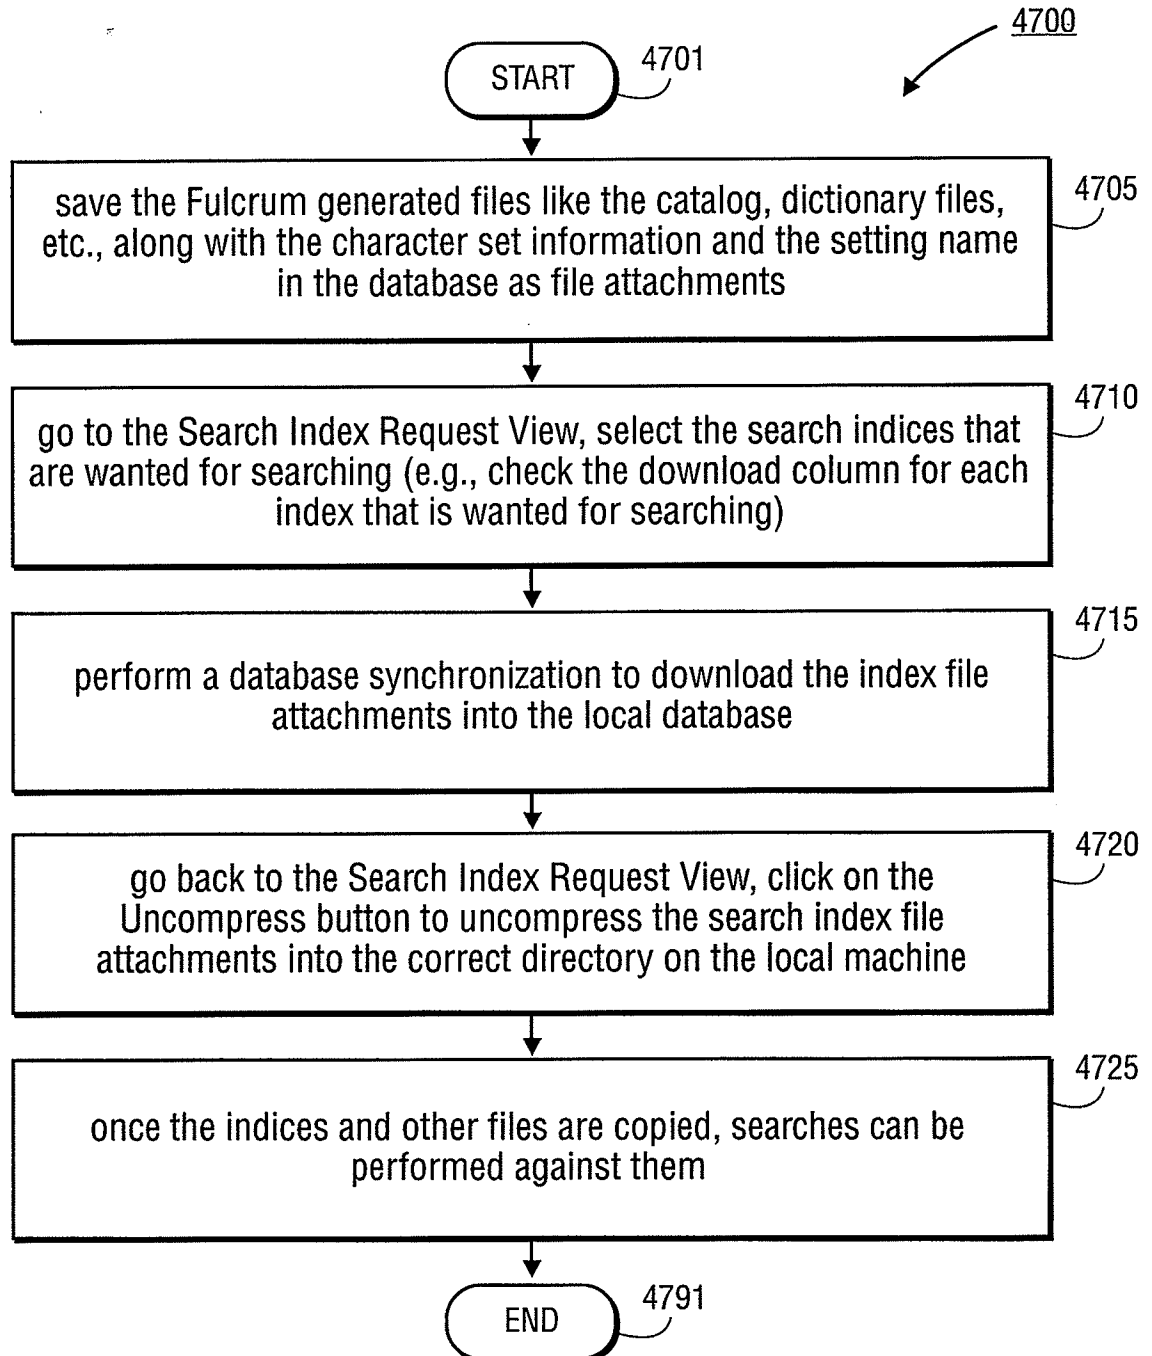 4700
START
4701
save the Fulcrum generated files like the catalog, dictionary files,
etc., along with the character set information and the setting name
in the database as file attachments
4705
go to the Search Index Request View, select the search indices that
are wanted for searching (e.g., check the download column for each
index that is wanted for searching)
4710
perform a database synchronization to download the index file
attachments into the local database
4715
go back to the Search Index Request View, click on the
Uncompress button to uncompress the search index file
attachments into the correct directory on the local machine
4720
once the indices and other files are copied, searches can be
performed against them
4725
END
4791